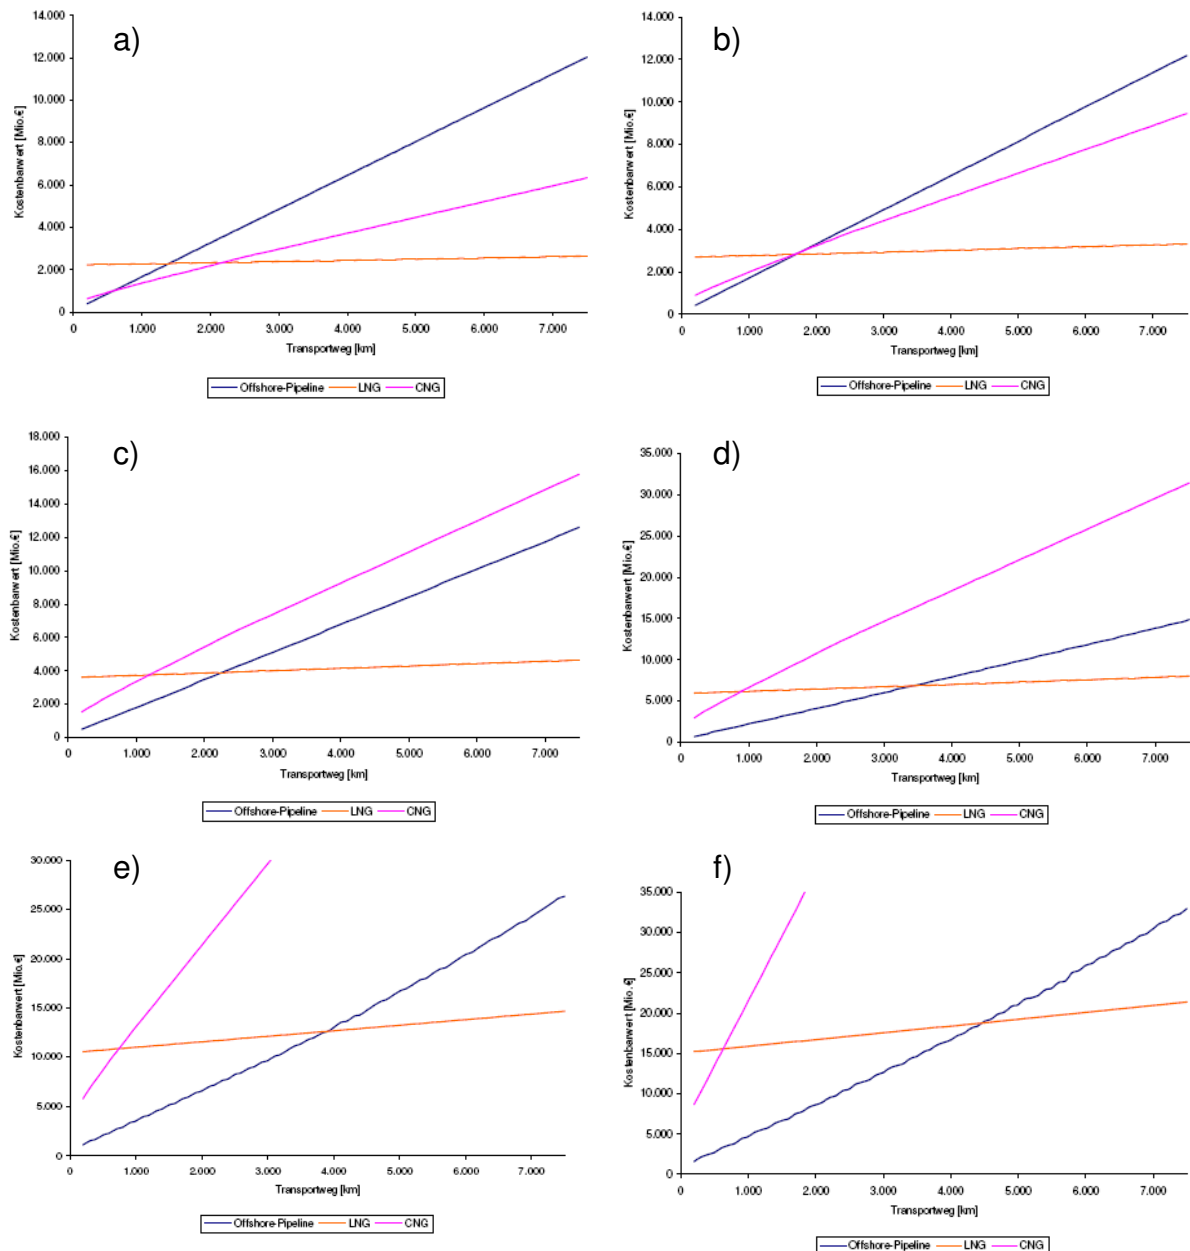 a)
14.000
12.000
10.000
8.000
6.000
4.000
2.000
0
Kostenbarwert [Mio.€]
0 1.000 2.000 3.000 4.000 5.000 6.000 7.000
Transportweg [km]
Offshore-Pipeline LNG CNG
b)
14.000
12.000
10.000
8.000
6.000
4.000
2.000
0
Kostenbarwert [Mio.€]
0 1.000 2.000 3.000 4.000 5.000 6.000 7.000
Transportweg [km]
Offshore-Pipeline LNG CNG
c)
18.000
16.000
14.000
12.000
10.000
8.000
6.000
4.000
2.000
0
Kostenbarwert [Mio.€]
0 1.000 2.000 3.000 4.000 5.000 6.000 7.000
Transportweg [km]
Offshore-Pipeline LNG CNG
d)
35.000
30.000
25.000
20.000
15.000
10.000
5.000
0
Kostenbarwert [Mio.€]
0 1.000 2.000 3.000 4.000 5.000 6.000 7.000
Transportweg [km]
Offshore-Pipeline LNG CNG
e)
30.000
25.000
20.000
15.000
10.000
5.000
0
Kostenbarwert [Mio.€]
0 1.000 2.000 3.000 4.000 5.000 6.000 7.000
Transportweg [km]
Offshore-Pipeline LNG CNG
f)
35.000
30.000
25.000
20.000
15.000
10.000
5.000
0
Kostenbarwert [Mio.€]
0 1.000 2.000 3.000 4.000 5.000 6.000 7.000
Transportweg [km]
Offshore-Pipeline LNG CNG